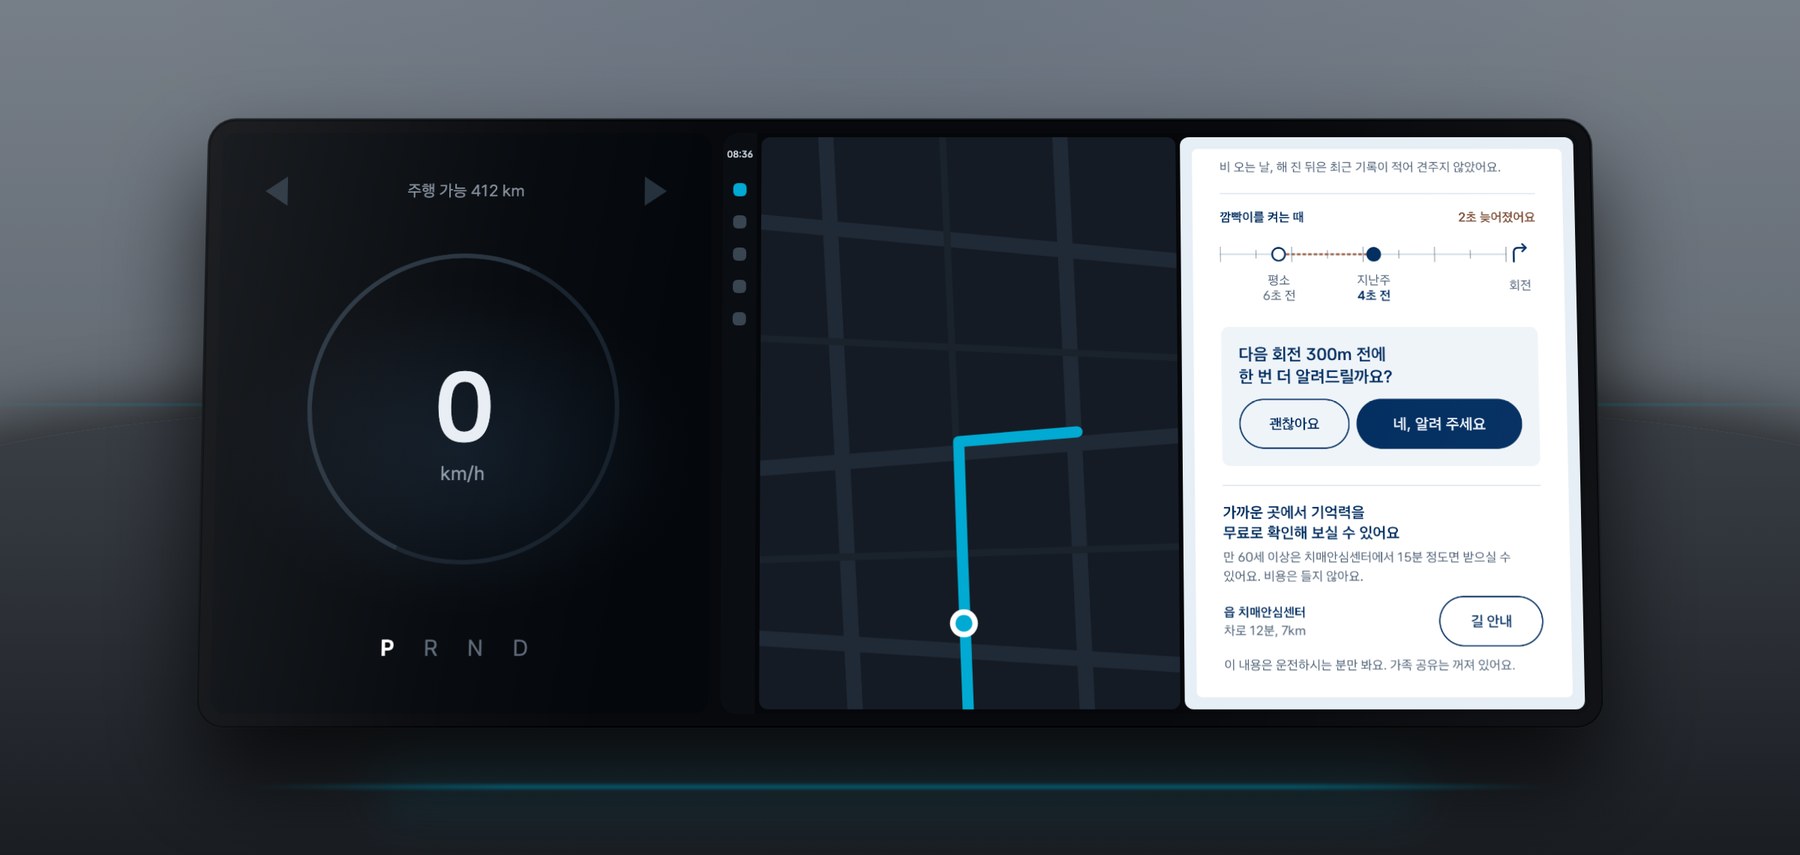 주행 가능 412 km
0
km/h
P R N D
08:36
비 오는 날, 해 진 뒤은 최근 기록이 적어 견주지 않았어요.
깜빡이를 켜는 때
2초 늦어졌어요
평소
6초 전
지난주
4초 전
회전
다음 회전 300m 전에
한 번 더 알려드릴까요?
괜찮아요
네, 알려 주세요
가까운 곳에서 기억력을
무료로 확인해 보실 수 있어요
만 60세 이상은 치매안심센터에서 15분 정도면 받으실 수
있어요. 비용은 들지 않아요.
읍 치매안심센터
차로 12분, 7km
길 안내
이 내용은 운전하시는 분만 봐요. 가족 공유는 꺼져 있어요.